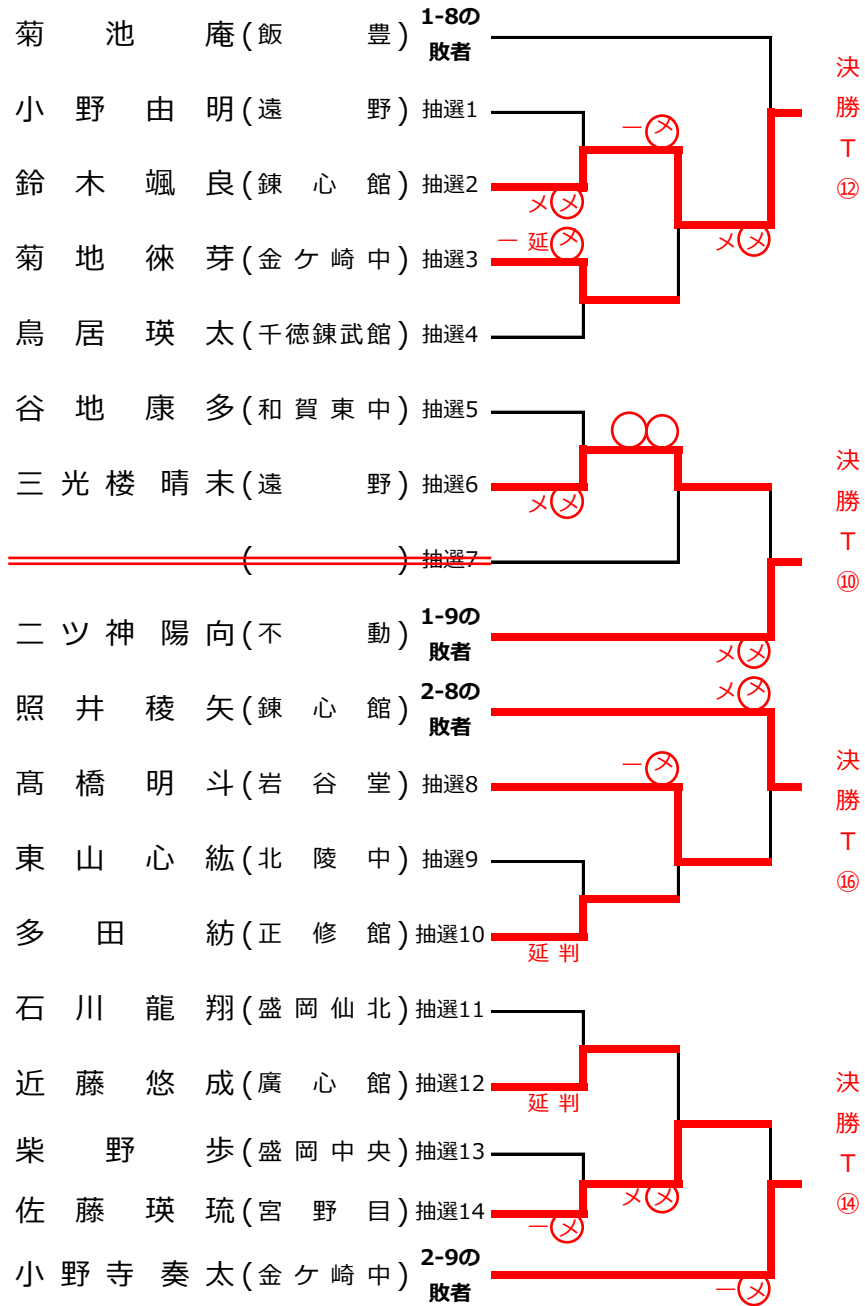 菊池庵(飯豊) 1-8の敗者
小野由明(遠野) 抽選1
一メ
鈴木颯良(錬心館) 抽選2
メメ
決勝T⑫
一延メ
菊地徠芽(金ケ崎中) 抽選3
メメ
鳥居瑛太(千徳錬武館) 抽選4
谷地康多(和賀東中) 抽選5
三光楼晴末(遠野) 抽選6
メメ
決勝T⑩
( ) 抽選7
二ツ神陽向(不動) 1-9の敗者
メメ
メメ
照井稜矢(錬心館) 2-8の敗者
一メ
髙橋明斗(岩谷堂) 抽選8
決勝T⑯
東山心紘(北陵中) 抽選9
多田紡(正修館) 抽選10
延判
石川龍翔(盛岡仙北) 抽選11
近藤悠成(廣心館) 抽選12
延判
柴野歩(盛岡中央) 抽選13
メメ
決勝T⑭
佐藤瑛琉(宮野目) 抽選14
一メ
小野寺奏太(金ケ崎中) 2-9の敗者
一メ